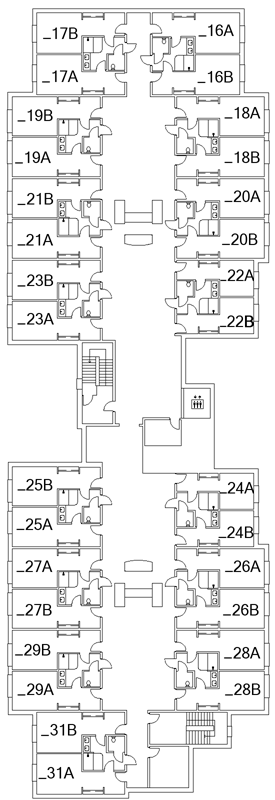 _17B _16A
_17A _16B
_19B _18A
_19A _18B
_21B _20A
_21A _20B
_23B _22A
_23A _22B
_25B _24A
_25A _24B
_27A _26A
_27B _26B
_29B _28A
_29A _28B
_31B
_31A